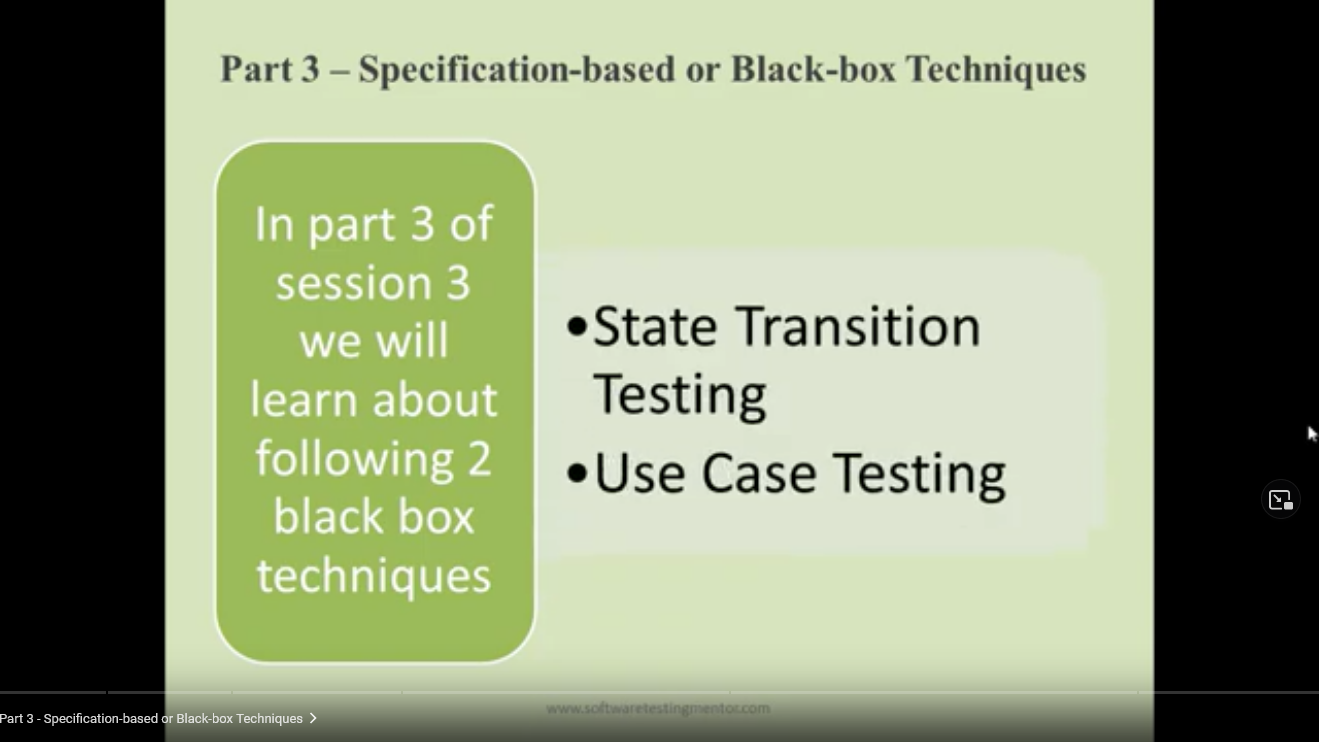 Part 3 – Specification-based or Black-box Techniques
In part 3 of
session 3
we will
learn about
following 2
black box
techniques
•State Transition
Testing
•Use Case Testing
www.softwaretestingmentor.com
Part 3 - Specification-based or Black-box Techniques